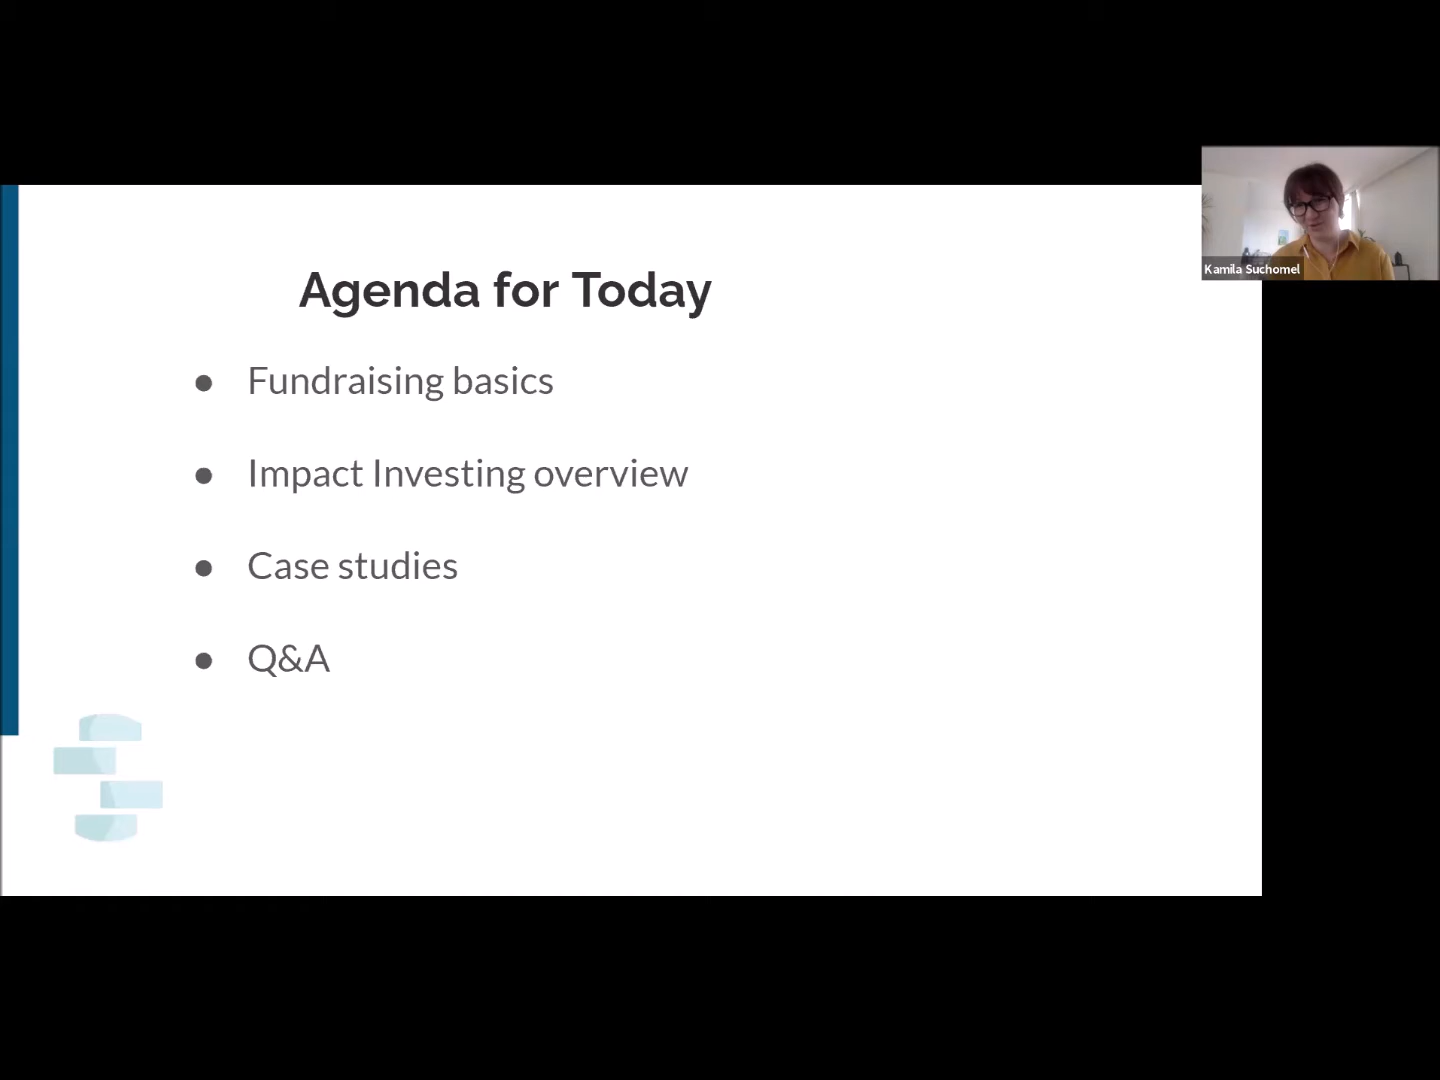 Agenda for Today
● Fundraising basics
● Impact Investing overview
● Case studies
● Q&A
Kamila Suchomel